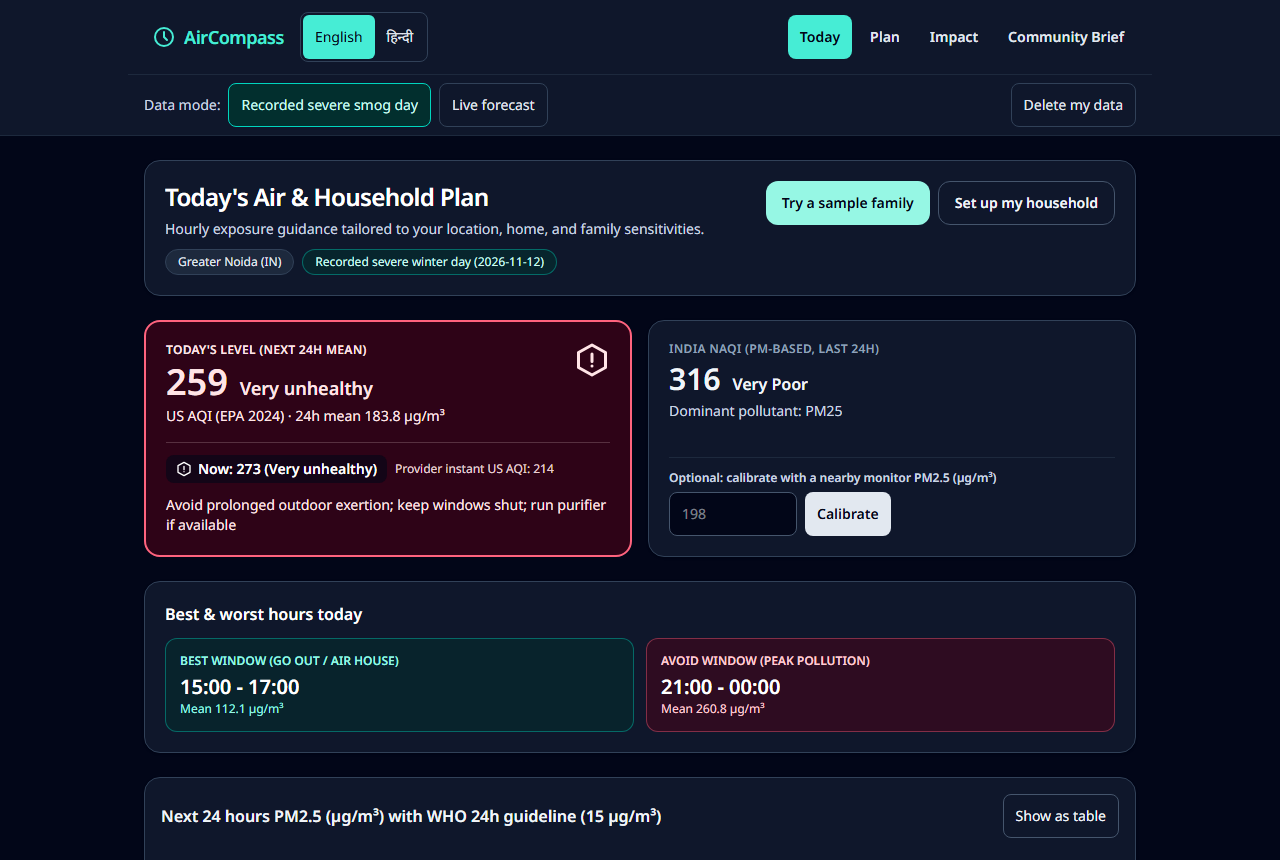 AirCompass English हिन्दी Today Plan Impact Community Brief
Data mode: Recorded severe smog day Live forecast Delete my data
Today's Air & Household Plan
Hourly exposure guidance tailored to your location, home, and family sensitivities.
Greater Noida (IN) Recorded severe winter day (2026-11-12)
Try a sample family Set up my household
TODAY'S LEVEL (NEXT 24H MEAN)
259 Very unhealthy
US AQI (EPA 2024) · 24h mean 183.8 µg/m³
Now: 273 (Very unhealthy) Provider instant US AQI: 214
Avoid prolonged outdoor exertion; keep windows shut; run purifier
if available
INDIA NAQI (PM-BASED, LAST 24H)
316 Very Poor
Dominant pollutant: PM25
Optional: calibrate with a nearby monitor PM2.5 (µg/m³)
198 Calibrate
Best & worst hours today
BEST WINDOW (GO OUT / AIR HOUSE)
15:00 - 17:00
Mean 112.1 µg/m³
AVOID WINDOW (PEAK POLLUTION)
21:00 - 00:00
Mean 260.8 µg/m³
Next 24 hours PM2.5 (µg/m³) with WHO 24h guideline (15 µg/m³) Show as table